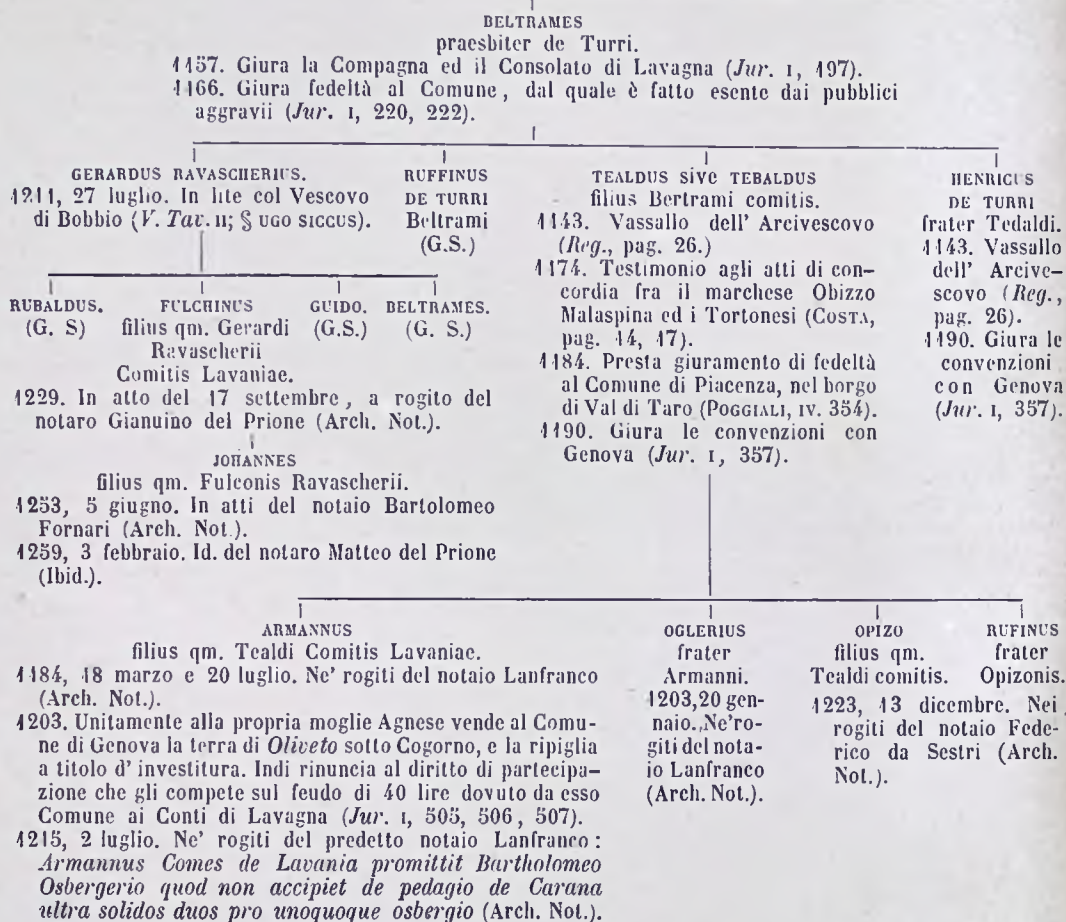 BELTRAMES
praesbiter de Turri.
1157. Giura la Compagna ed il Consolato di Lavagna (Jur. I, 197).
1166. Giura fedeltà al Comune, dal quale è fatto esente dai pubblici
aggravii (Jur. I, 220, 222).
GERARDUS RAVASCHERIUS.
1211, 27 luglio. In lite col Vescovo
di Bobbio (V. Tav. II; § UGO SICCUS).
RUFFINUS
DE TURRI
Beltrami
(G.S.)
TEALDUS sive TEBALDUS
filius Bertrami comitis.
1143. Vassallo dell' Arcivescovo
(Reg., pag. 26.)
1174. Testimonio agli atti di con-
cordia fra il marchese Obizzo
Malaspina ed i Tortonesi (COSTA,
pag. 14, 17).
1184. Presta giuramento di fedeltà
al Comune di Piacenza, nel borgo
di Val di Taro (POGGIALI, IV. 354).
1190. Giura le convenzioni con
Genova (Jur. I, 357).
HENRICUS
DE TURRI
frater Tedaldi.
1143. Vassallo
dell' Arcive-
scovo (Reg.,
pag. 26).
1190. Giura le
convenzioni
con Genova
(Jur. I, 357).
RUBALDUS.
(G. S)
FULCHINUS
filius qm. Gerardi
Ravascherii
Comitis Lavaniae.
1229. In atto del 17 settembre, a rogito del
notaro Gianuino del Prione (Arch. Not.).
GUIDO.
(G.S.)
BELTRAMES.
(G.S.)
JOHANNES
filius qm. Fulconis Ravascherii.
1253, 5 giugno. In atti del notaio Bartolomeo
Fornari (Arch. Not.).
1259, 3 febbraio. Id. del notaro Matteo del Prione
(Ibid.).
ARMANNUS
filius qm. Tealdi Comitis Lavaniae.
1184, 18 marzo e 20 luglio. Ne' rogiti del notaio Lanfranco
(Arch. Not.).
1203. Unitamente alla propria moglie Agnese vende al Comu-
ne di Genova la terra di Oliveto sotto Cogorno, e la ripiglia
a titolo d' investitura. Indi rinuncia al diritto di partecipa-
zione che gli compete sul feudo di 40 lire dovuto da esso
Comune ai Conti di Lavagna (Jur. I, 505, 506, 507).
1215, 2 luglio. Ne' rogiti del predetto notaio Lanfranco:
Armannus Comes de Lavania promittit Bartholomeo
Osbergerio quod non accipiet de pedagio de Carana
ultra solidos duos pro unoquoque osbergio (Arch. Not.).
OGLERIUS
frater
Armanni.
1203, 20 gen-
naio. Ne' ro-
giti del nota-
io Lanfranco
(Arch. Not.).
OPIZO
filius qm.
Tealdi comitis.
RUFINUS
frater
Opizonis.
1223, 13 dicembre. Nei
rogiti del notaio Fede-
rico da Sestri (Arch.
Not.).